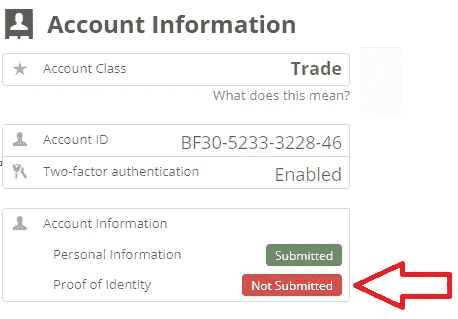 Account Information
Account Class Trade
What does this mean?
Account ID BF30-5233-3228-46
Two-factor authentication Enabled
Account Information
Personal Information Submitted
Proof of Identity Not Submitted